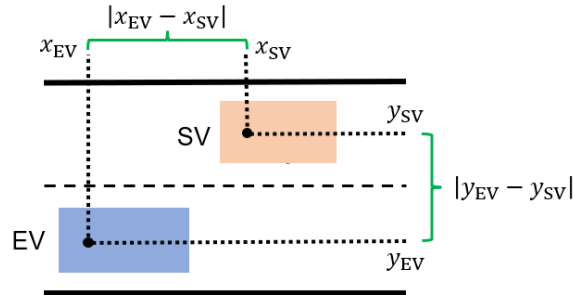 |x_EV − x_SV|
x_EV x_SV
y_SV
SV
|y_EV − y_SV|
EV
y_EV